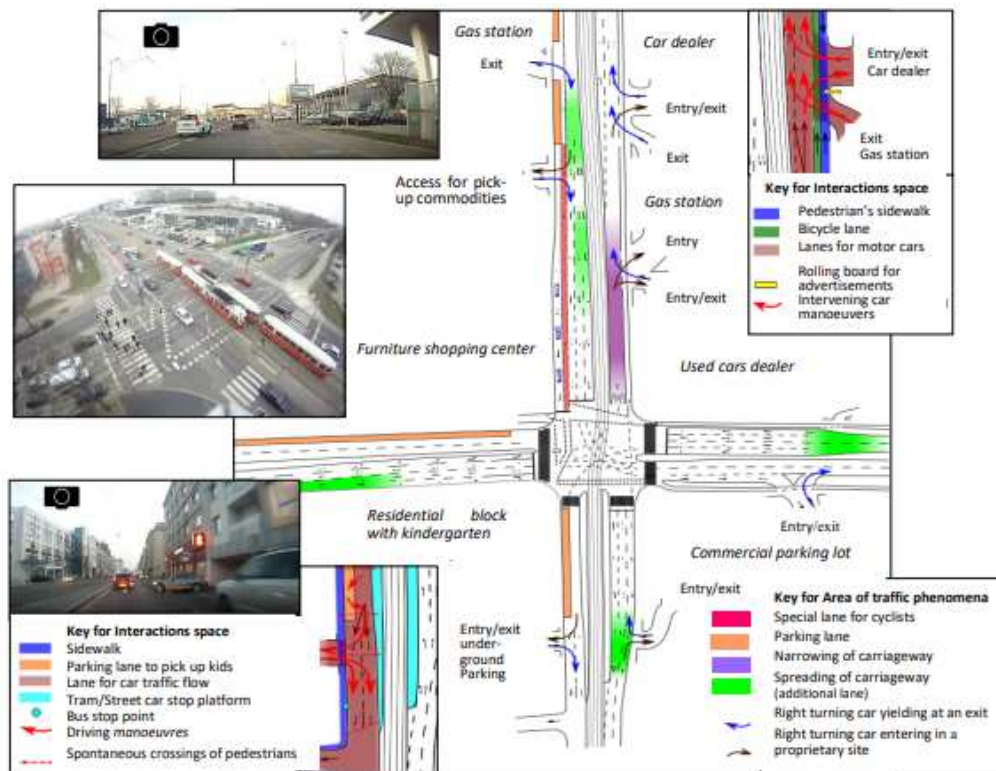 Gas station
Exit
Car dealer
Entry/exit
Exit
Access for pick-
up commodities
Gas station
Entry
Entry/exit
Furniture shopping center
Used cars dealer
Entry/exit
Residential block
with kindergarten
Commercial parking lot
Entry/exit
Entry/exit
under-
ground
Parking
Entry/exit
Car dealer
Exit
Gas station
Key for Interactions space
Pedestrian's sidewalk
Bicycle lane
Lanes for motor cars
Rolling board for
advertisements
Intervening car
manoeuvers
Key for Interactions space
Sidewalk
Parking lane to pick up kids
Lane for car traffic flow
Tram/Street car stop platform
Bus stop point
Driving manoeuvres
Spontaneous crossings of pedestrians
Key for Area of traffic phenomena
Special lane for cyclists
Parking lane
Narrowing of carriageway
Spreading of carriageway
(additional lane)
Right turning car yielding at an exit
Right turning car entering in a
proprietary site